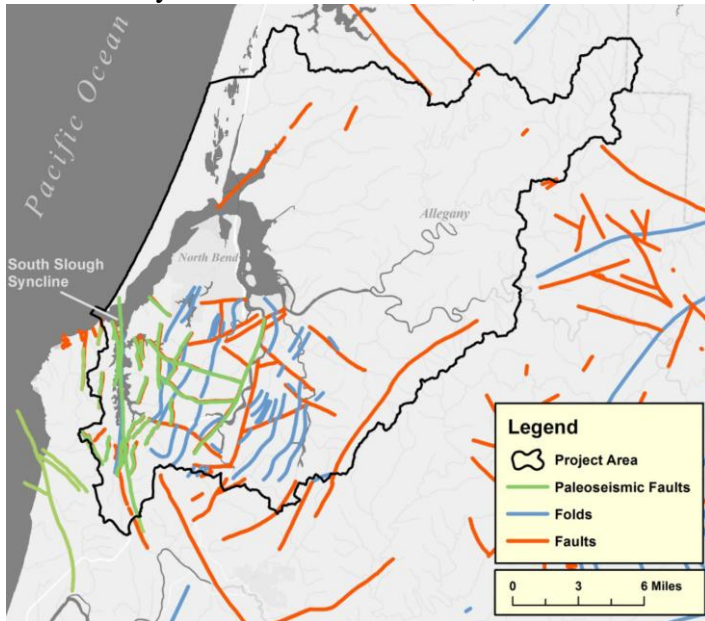 Pacific Ocean
Allegany
North Bend
South Slough
Syncline
Legend
Project Area
Paleoseismic Faults
Folds
Faults
0 3 6 Miles